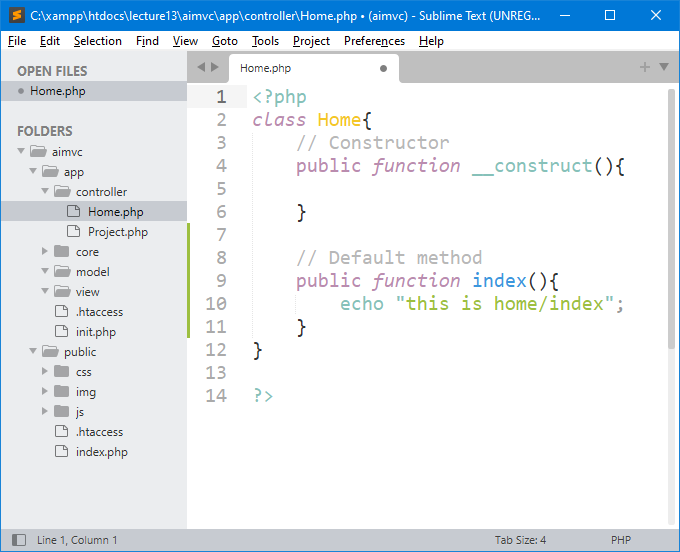 C:\xampp\htdocs\lecture13\aimvc\app\controller\Home.php • (aimvc) - Sublime Text (UNREG...
File Edit Selection Find View Goto Tools Project Preferences Help
OPEN FILES
Home.php
FOLDERS
aimvc
app
controller
Home.php
Project.php
core
model
view
.htaccess
init.php
public
css
img
js
.htaccess
index.php
Home.php
1 <?php
2 class Home{
3     // Constructor
4     public function __construct(){
5
6     }
7
8     // Default method
9     public function index(){
10         echo "this is home/index";
11     }
12 }
13
14 ?>
Line 1, Column 1 Tab Size: 4 PHP